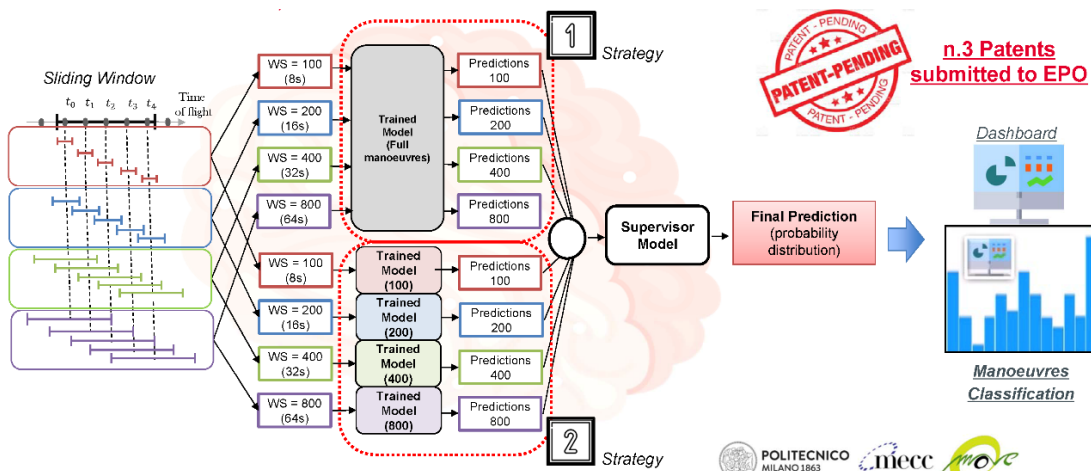 Sliding Window
t0 t1 t2 t3 t4
Time
of flight
WS = 100
(8s)
WS = 200
(16s)
WS = 400
(32s)
WS = 800
(64s)
WS = 100
(8s)
WS = 200
(16s)
WS = 400
(32s)
WS = 800
(64s)
1
Strategy
Trained
Model
(Full
manoeuvres)
Predictions
100
Predictions
200
Predictions
400
Predictions
800
Trained
Model
(100)
Trained
Model
(200)
Trained
Model
(400)
Trained
Model
(800)
Predictions
100
Predictions
200
Predictions
400
Predictions
800
2
Strategy
Supervisor
Model
Final Prediction
(probability
distribution)
PATENT - PENDING
PATENT-PENDING
PATENT - PENDING
n.3 Patents
submitted to EPO
Dashboard
Manoeuvres
Classification
POLITECNICO
MILANO 1863
mecc
move